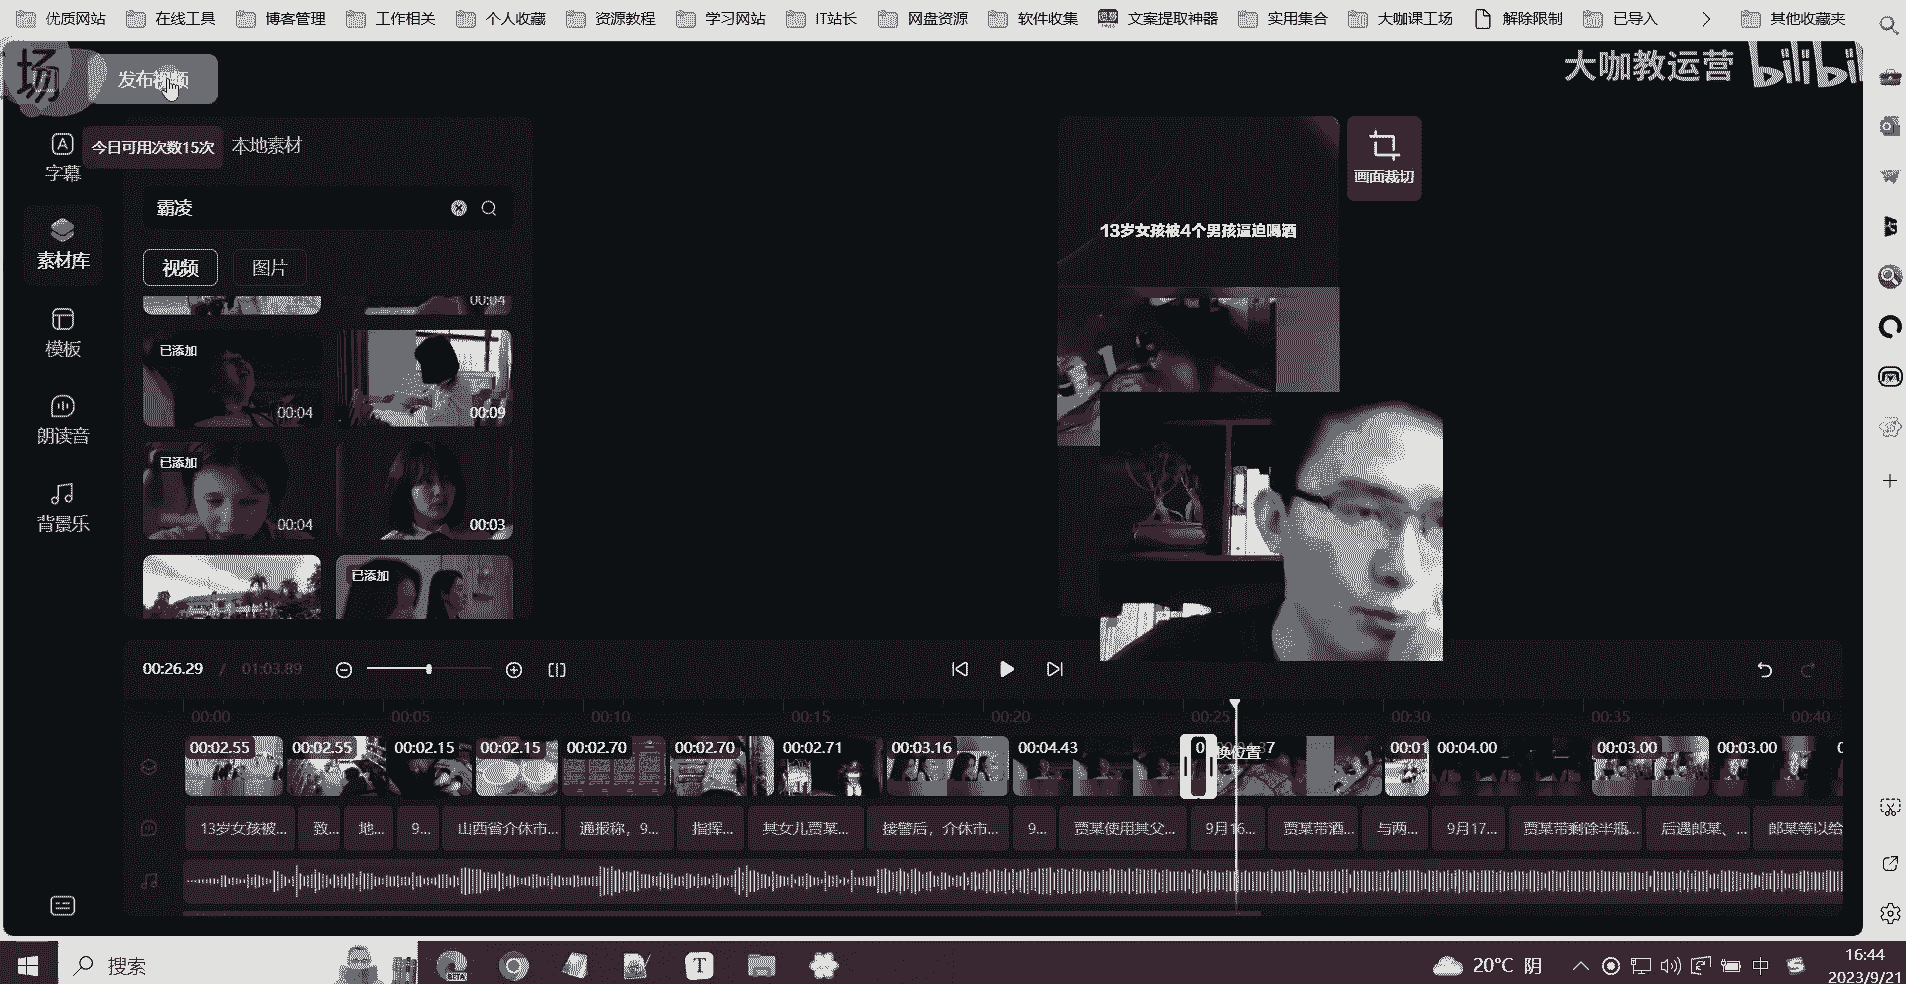 优质网站 在线工具 博客管理 工作相关 个人收藏 资源教程 学习网站 IT站长 网盘资源 软件收集 文案提取神器 实用集合 大咖课工场 解除限制 已导入 其他收藏夹
场
发布视频
大咖教运营 bilibil
字幕
今日可用次数15次 本地素材
画面裁切
霸凌
13岁女孩被4个男孩逼迫喝酒
素材库
视频 图片
00:04
模板
已添加
00:04 00:09
朗读音
已添加
00:04 00:03
背景乐
已添加
00:26.29 / 01:03.89
00:00 00:05 00:10 00:15 00:20 00:25 00:30 00:35 00:40
00:02.55 00:02.55 00:02.15 00:02.15 00:02.70 00:02.70 00:02.71 00:03.16 00:04.43 0 换位置 37 00:01 00:04.00 00:03.00 00:03.00 0
13岁女孩被... 致... 地... 9... 山西省介休市... 通报称，9... 指挥... 其女儿贾某... 接警后，介休市... 9... 贾某使用其父... 9月16... 贾某带酒... 与两... 9月17... 贾某带剩馀半瓶... 后遇郎某、... 郎某等以给
搜索
BETA
T
20°C 阴
中
16:44
2023/9/21